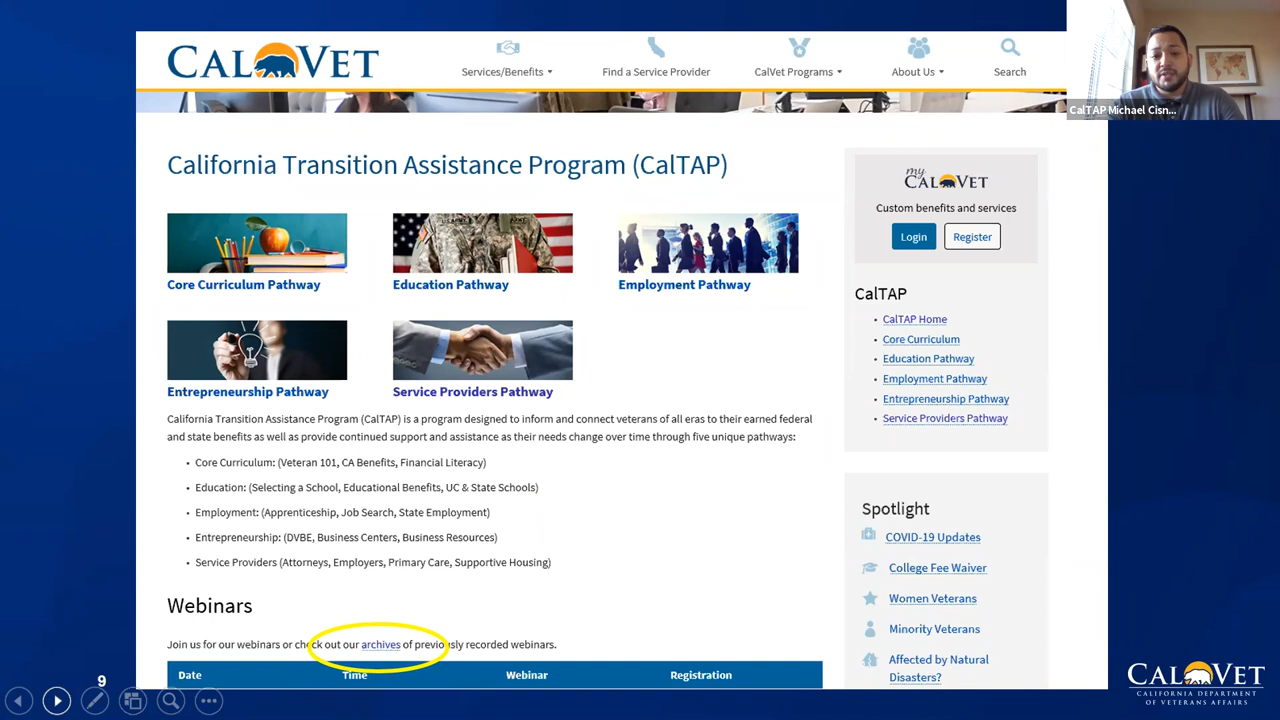 CALVET
Services/Benefits
Find a Service Provider
CalVet Programs
About Us
Search
CalTAP Michael Cisn...
California Transition Assistance Program (CalTAP)
Core Curriculum Pathway
Education Pathway
Employment Pathway
Entrepreneurship Pathway
Service Providers Pathway
California Transition Assistance Program (CalTAP) is a program designed to inform and connect veterans of all eras to their earned federal
and state benefits as well as provide continued support and assistance as their needs change over time through five unique pathways:
• Core Curriculum: (Veteran 101, CA Benefits, Financial Literacy)
• Education: (Selecting a School, Educational Benefits, UC & State Schools)
• Employment: (Apprenticeship, Job Search, State Employment)
• Entrepreneurship: (DVBE, Business Centers, Business Resources)
• Service Providers (Attorneys, Employers, Primary Care, Supportive Housing)
Webinars
Join us for our webinars or check out our archives of previously recorded webinars.
Date Time Webinar Registration
my
CALVET
Custom benefits and services
Login Register
CalTAP
• CalTAP Home
• Core Curriculum
• Education Pathway
• Employment Pathway
• Entrepreneurship Pathway
• Service Providers Pathway
Spotlight
COVID-19 Updates
College Fee Waiver
Women Veterans
Minority Veterans
Affected by Natural
Disasters?
9
CALVET
CALIFORNIA DEPARTMENT
OF VETERANS AFFAIRS